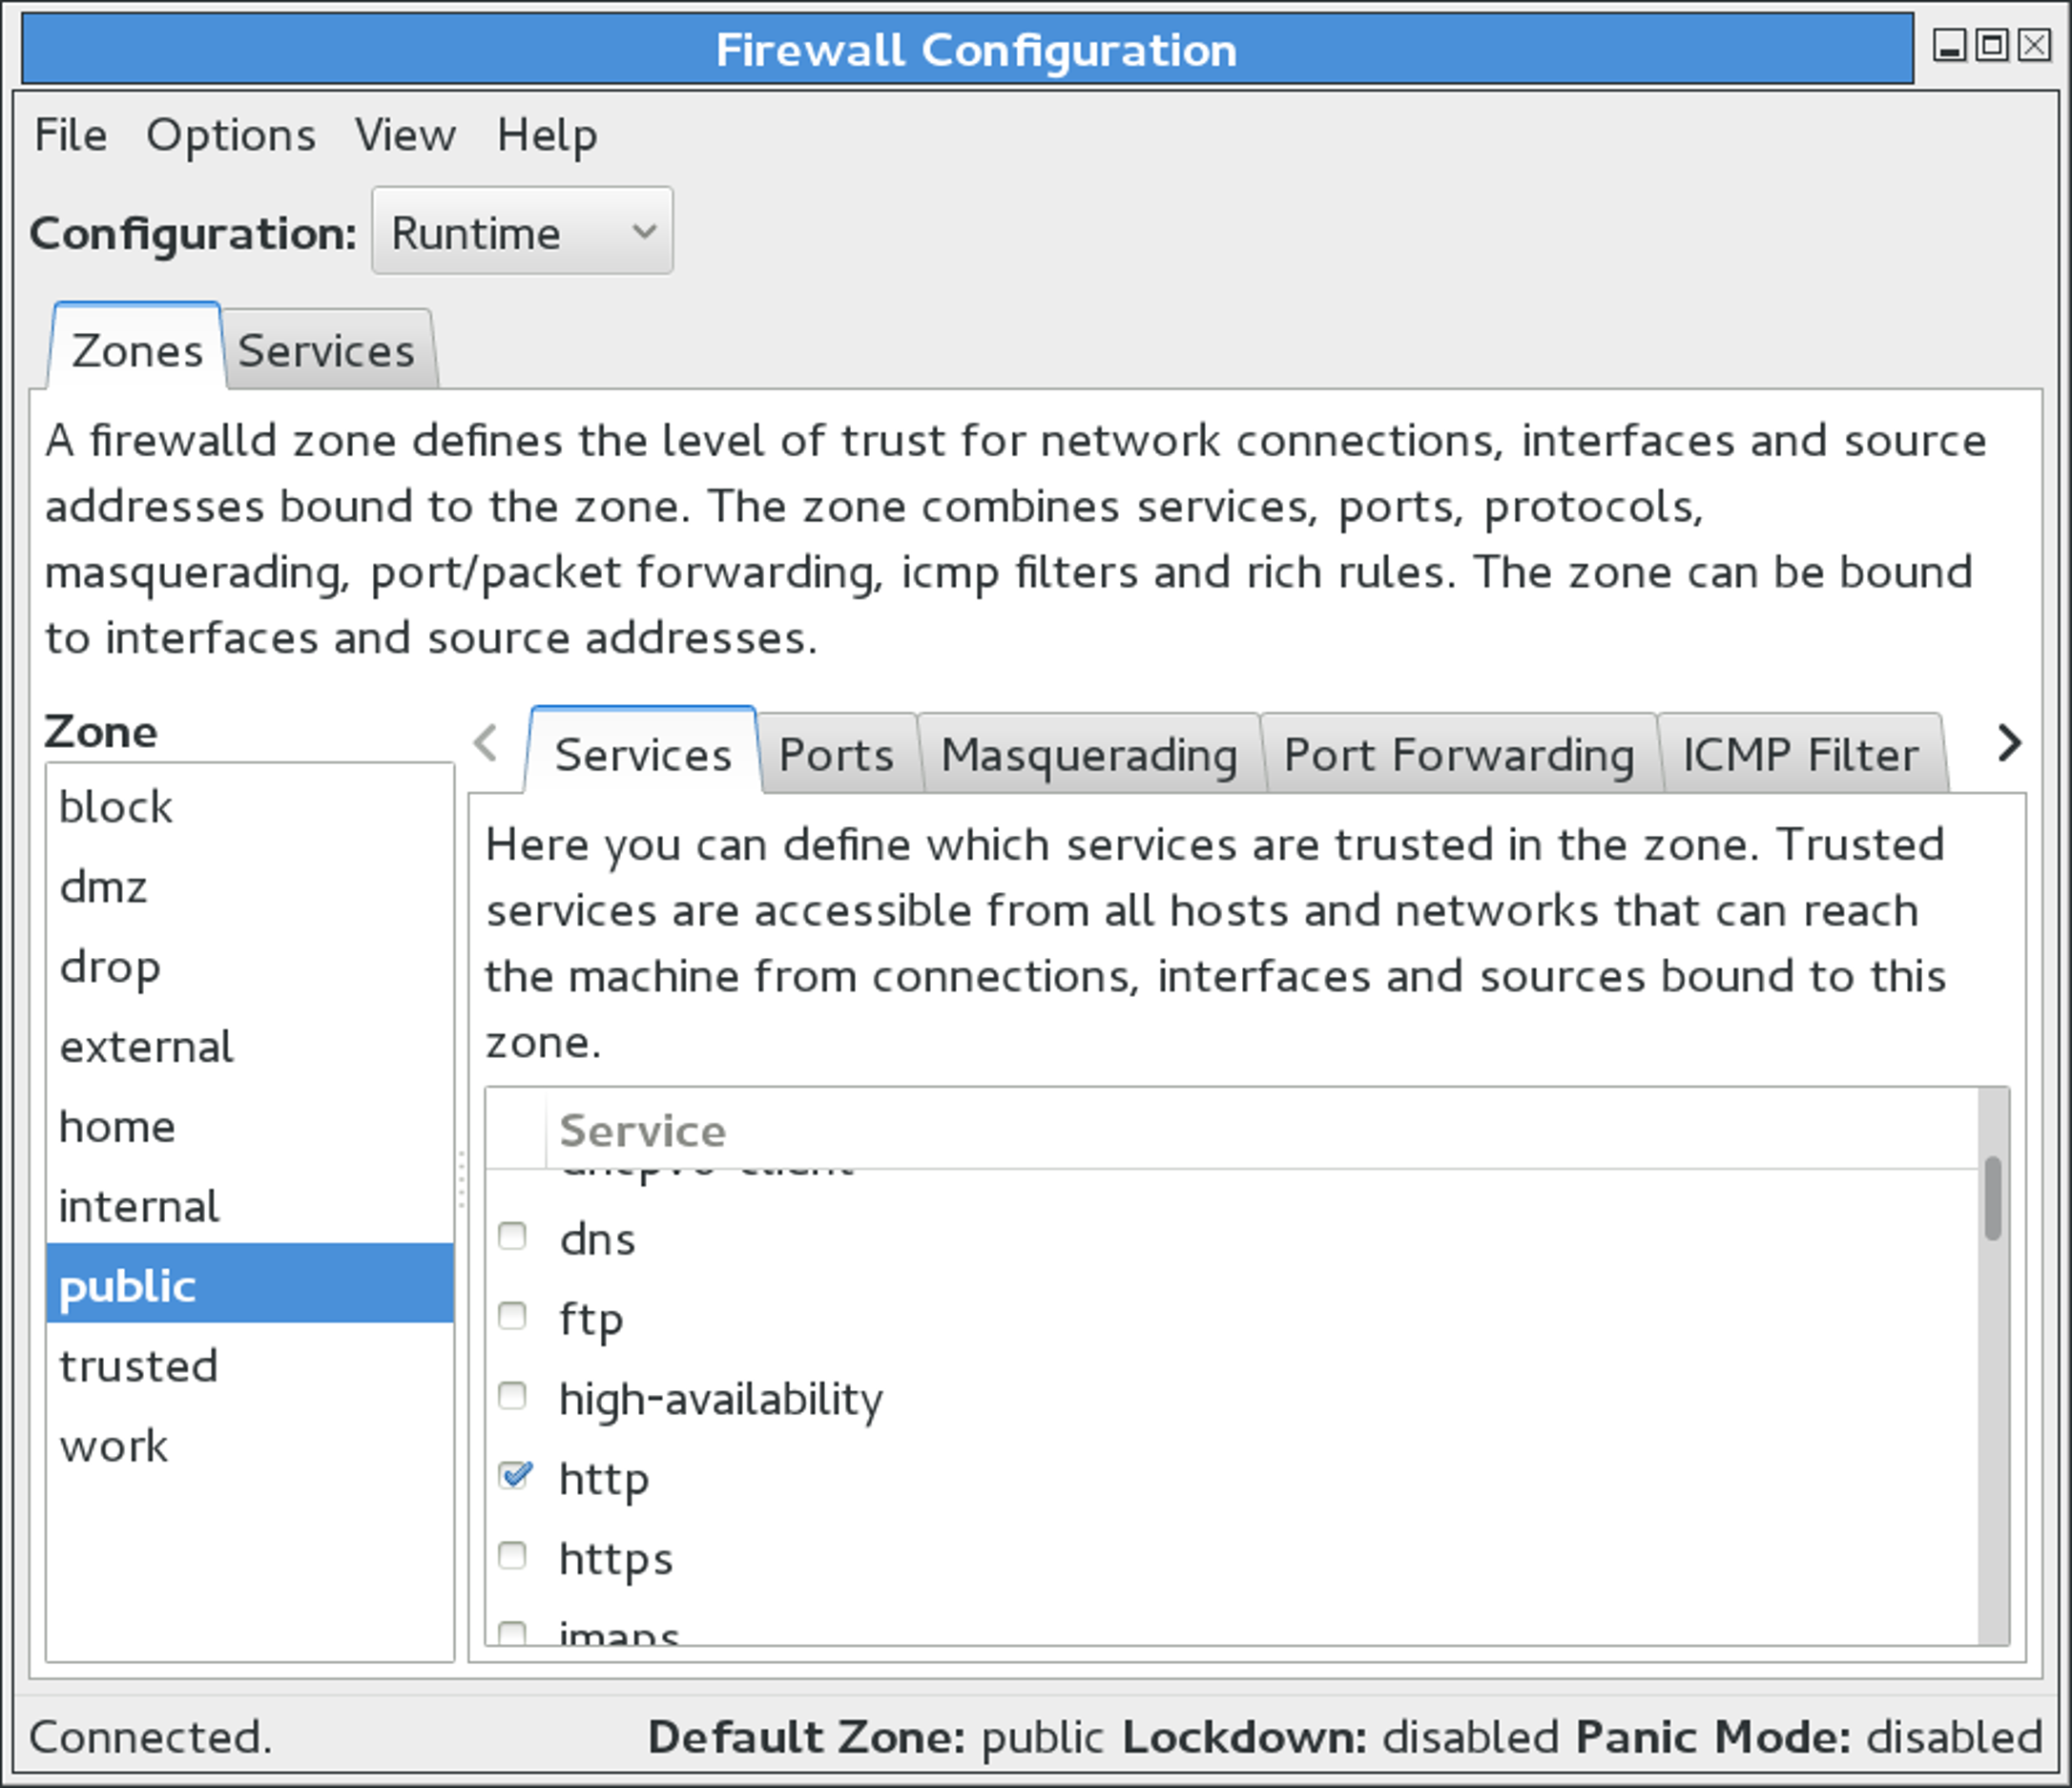 Firewall Configuration
File Options View Help
Configuration: Runtime
Zones Services
A firewalld zone defines the level of trust for network connections, interfaces and source
addresses bound to the zone. The zone combines services, ports, protocols,
masquerading, port/packet forwarding, icmp filters and rich rules. The zone can be bound
to interfaces and source addresses.
Zone
block
dmz
drop
external
home
internal
public
trusted
work
Services Ports Masquerading Port Forwarding ICMP Filter
Here you can define which services are trusted in the zone. Trusted
services are accessible from all hosts and networks that can reach
the machine from connections, interfaces and sources bound to this
zone.
Service
dns
ftp
high-availability
http
https
imaps
Connected.
Default Zone: public Lockdown: disabled Panic Mode: disabled